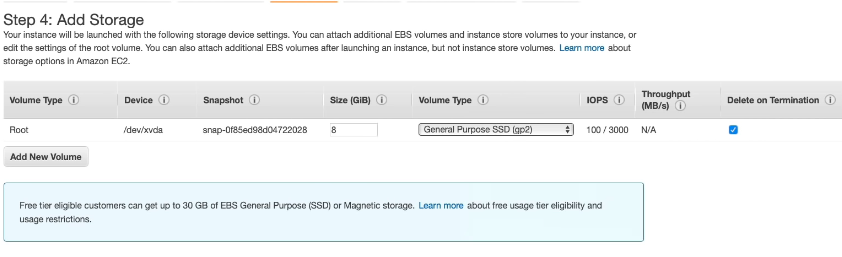 Step 4: Add Storage
Your instance will be launched with the following storage device settings. You can attach additional EBS volumes and instance store volumes to your instance, or
edit the settings of the root volume. You can also attach additional EBS volumes after launching an instance, but not instance store volumes. Learn more about
storage options in Amazon EC2.
Volume Type Device Snapshot Size (GiB) Volume Type IOPS Throughput (MB/s) Delete on Termination
Root /dev/xvda snap-0f85ed98d04722028 8 General Purpose SSD (gp2) 100 / 3000 N/A
Add New Volume
Free tier eligible customers can get up to 30 GB of EBS General Purpose (SSD) or Magnetic storage. Learn more about free usage tier eligibility and
usage restrictions.